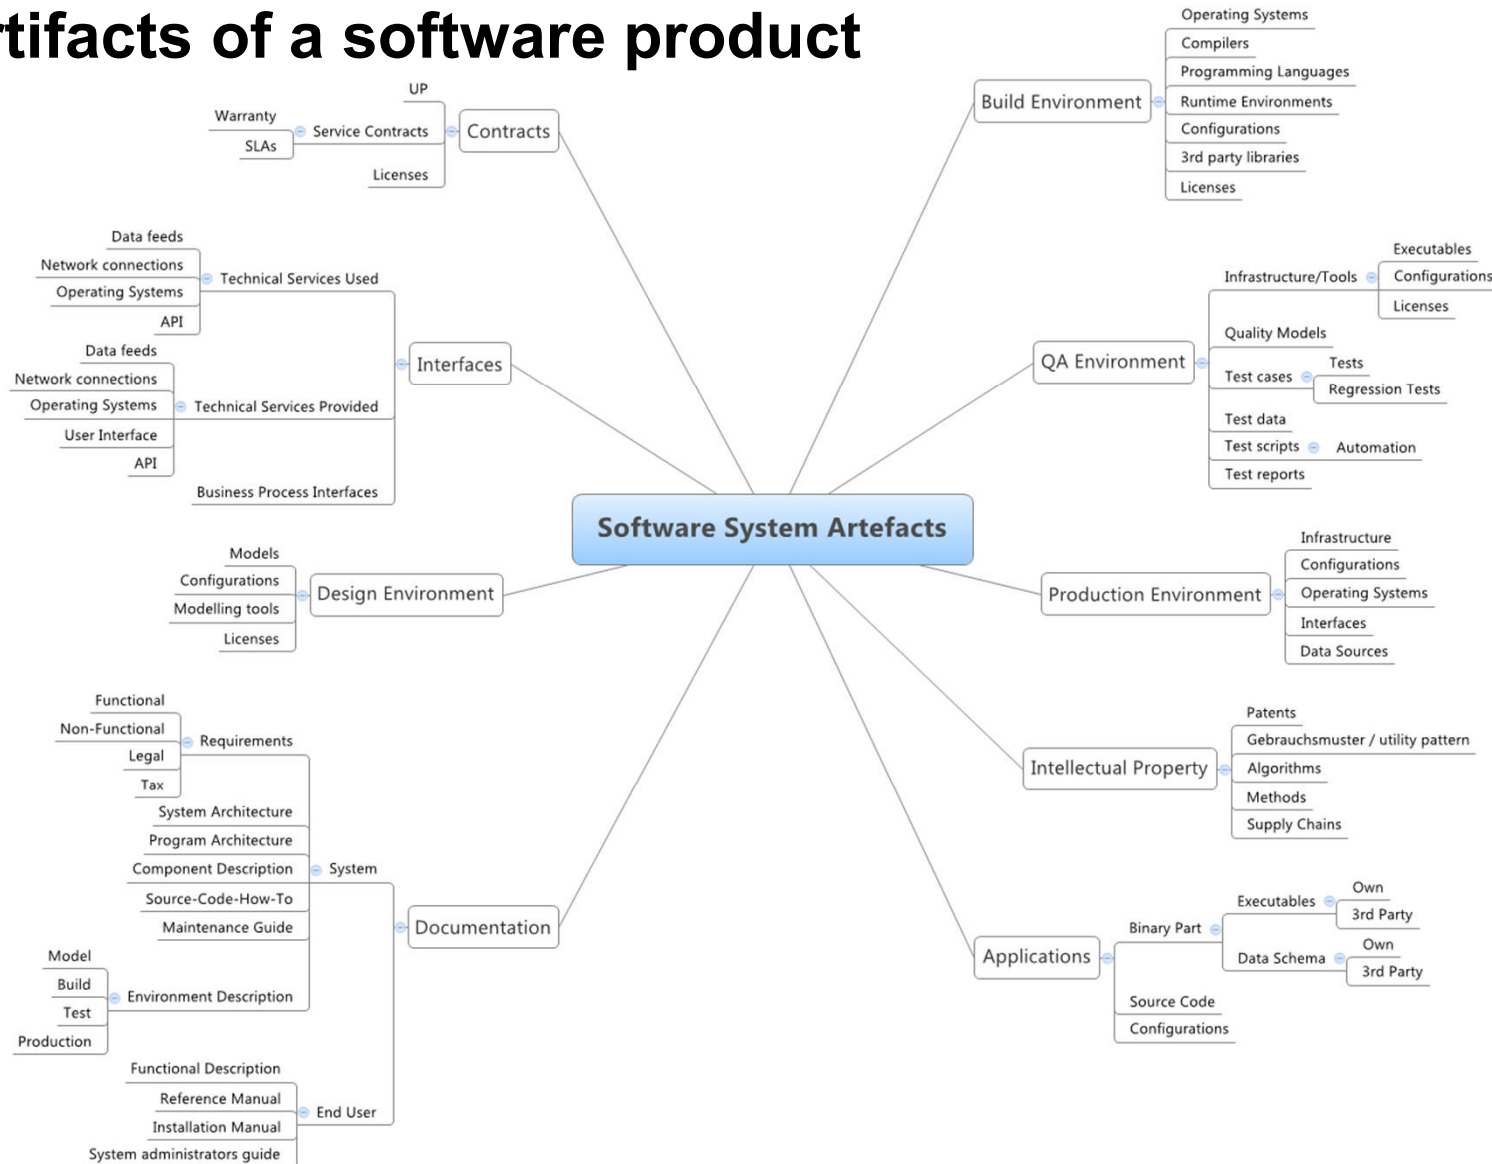 rtifacts of a software product
Software System Artefacts
Contracts
UP
Service Contracts
Warranty
SLAs
Licenses
Interfaces
Technical Services Used
Data feeds
Network connections
Operating Systems
API
Technical Services Provided
Data feeds
Network connections
Operating Systems
User Interface
API
Business Process Interfaces
Design Environment
Models
Configurations
Modelling tools
Licenses
Documentation
System
Requirements
Functional
Non-Functional
Legal
Tax
System Architecture
Program Architecture
Component Description
Source-Code-How-To
Maintenance Guide
Environment Description
Model
Build
Test
Production
End User
Functional Description
Reference Manual
Installation Manual
System administrators guide
Build Environment
Operating Systems
Compilers
Programming Languages
Runtime Environments
Configurations
3rd party libraries
Licenses
QA Environment
Infrastructure/Tools
Executables
Configurations
Licenses
Quality Models
Test cases
Tests
Regression Tests
Test data
Test scripts
Automation
Test reports
Production Environment
Infrastructure
Configurations
Operating Systems
Interfaces
Data Sources
Intellectual Property
Patents
Gebrauchsmuster / utility pattern
Algorithms
Methods
Supply Chains
Applications
Binary Part
Executables
Own
3rd Party
Data Schema
Own
3rd Party
Source Code
Configurations